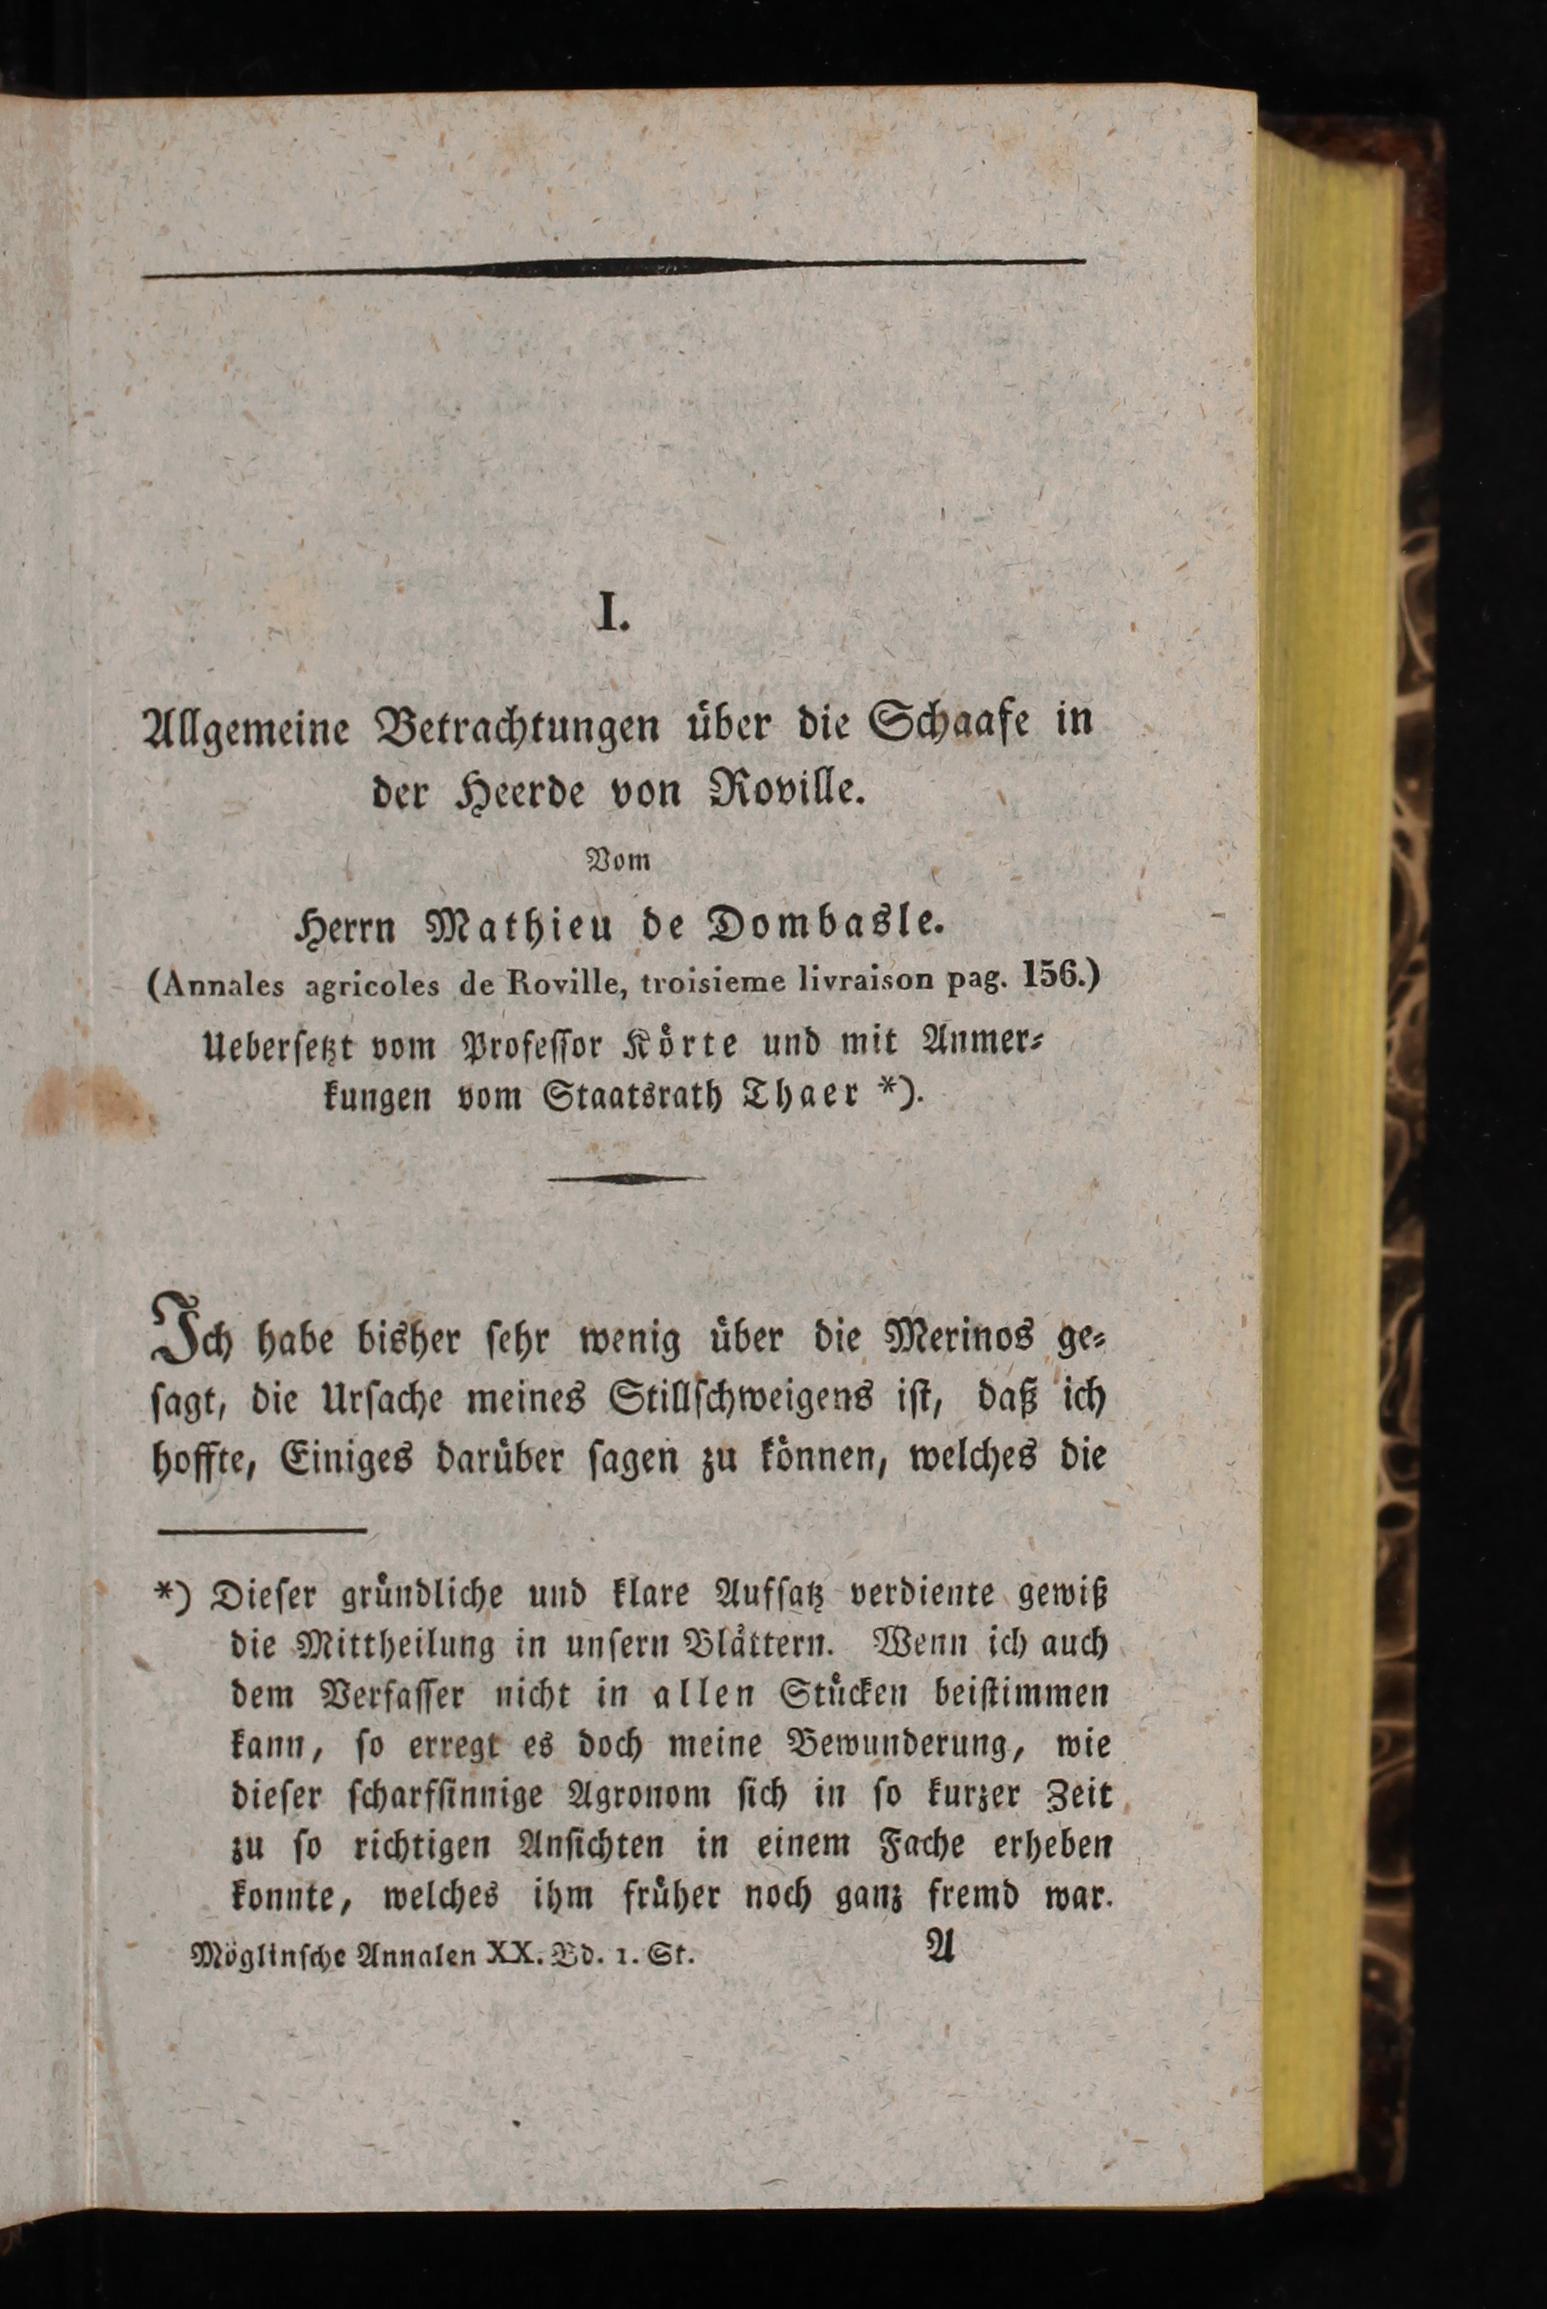 I.
Allgemeine Betrachtungen über die Schaafe in
der Heerde von Roville.
Vom
Herrn Mathieu de Dombasle.
(Annales agricoles de Roville, troisieme livraison pag. 156.)
Ueberſetzt vom Profeſſor Körte und mit Anmer⸗
kungen vom Staatsrath Thaer *).
Ich habe bisher ſehr wenig über die Merinos ge⸗
ſagt, die Urſache meines Stillſchweigens iſt, daß ich
hoffte, Einiges darüber ſagen zu können, welches die
*) Dieſer gründliche und klare Aufſatz verdiente gewiß
die Mittheilung in unſern Blättern. Wenn ich auch
dem Verfaſſer nicht in allen Stücken beiſtimmen
kann, ſo erregt es doch meine Bewunderung, wie
dieſer ſcharfſinnige Agronom ſich in ſo kurzer Zeit
zu ſo richtigen Anſichten in einem Fache erheben
konnte, welches ihm früher noch ganz fremd war.
Möglinſche Annalen XX. Bd. 1. St. A